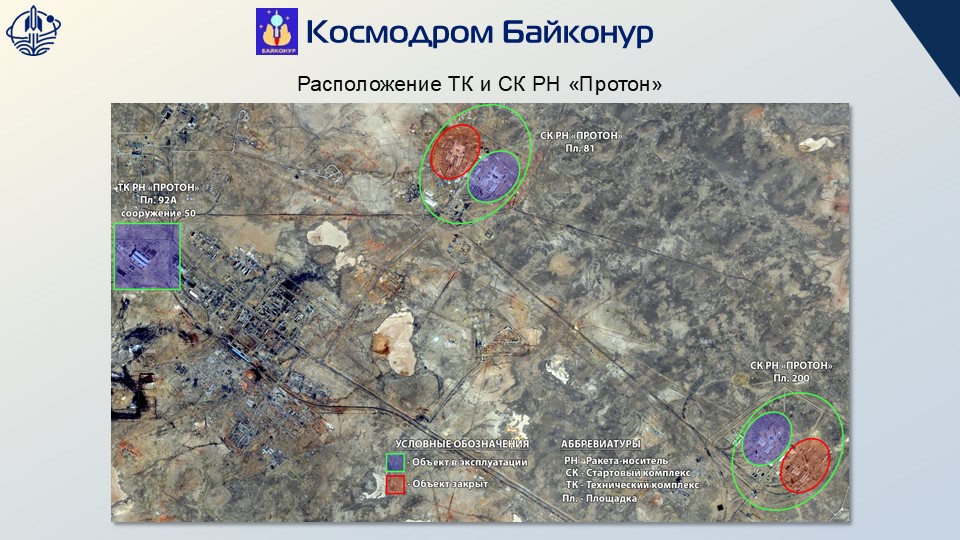 БАЙКОНУР
Космодром Байконур
Расположение ТК и СК РН «Протон»
СК РН «ПРОТОН»
Пл. 81
ТК РН «ПРОТОН»
Пл. 92А
сооружение 50
СК РН «ПРОТОН»
Пл. 200
УСЛОВНЫЕ ОБОЗНАЧЕНИЯ
- Объект в эксплуатации
- Объект закрыт
АББРЕВИАТУРЫ
РН - Ракета-носитель
СК - Стартовый комплекс
ТК - Технический комплекс
Пл. - Площадка